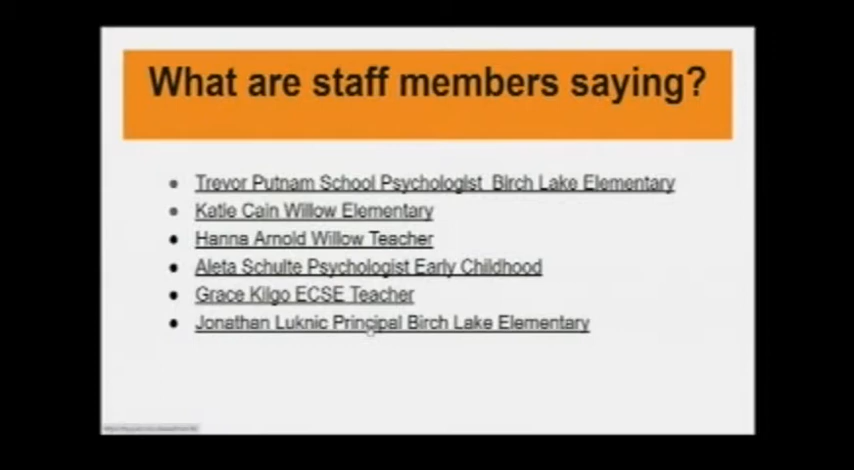 What are staff members saying?
Trevor Putnam School Psychologist Birch Lake Elementary
Katie Cain Willow Elementary
Hanna Arnold Willow Teacher
Aleta Schulte Psychologist Early Childhood
Grace Kilgo ECSE Teacher
Jonathan Luknic Principal Birch Lake Elementary